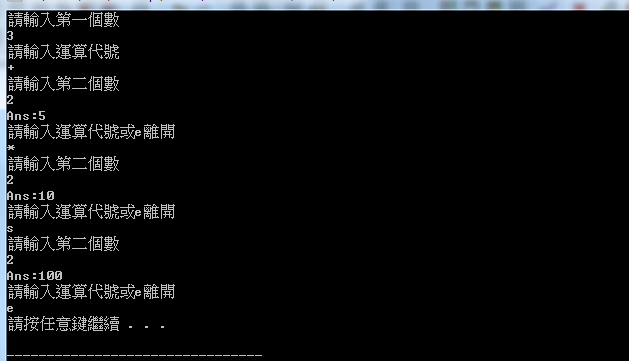 請輸入第一個數
3
請輸入運算代號
+
請輸入第二個數
2
Ans:5
請輸入運算代號或e離開
*
請輸入第二個數
2
Ans:10
請輸入運算代號或e離開
s
請輸入第二個數
2
Ans:100
請輸入運算代號或e離開
e
請按任意鍵繼續 . . .
--------------------------------